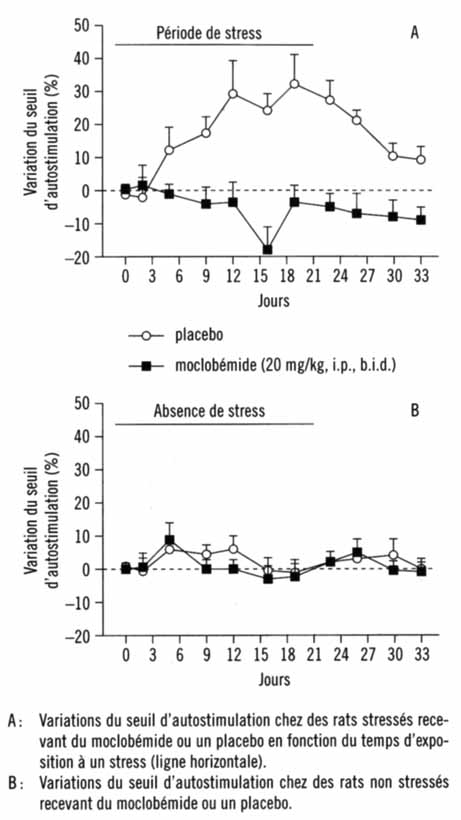 Période de stress
A
Variation du seuil
d'autostimulation (%)
50
40
30
20
10
0
–10
–20
0 3 6 9 12 15 18 21 24 27 30 33
Jours
placebo
moclobémide (20 mg/kg, i.p., b.i.d.)
Absence de stress
B
Variation du seuil
d'autostimulation (%)
50
40
30
20
10
0
–10
–20
0 3 6 9 12 15 18 21 24 27 30 33
Jours
A: Variations du seuil d'autostimulation chez des rats stressés rece-
vant du moclobémide ou un placebo en fonction du temps d'expo-
sition à un stress (ligne horizontale).
B: Variations du seuil d'autostimulation chez des rats non stressés
recevant du moclobémide ou un placebo.